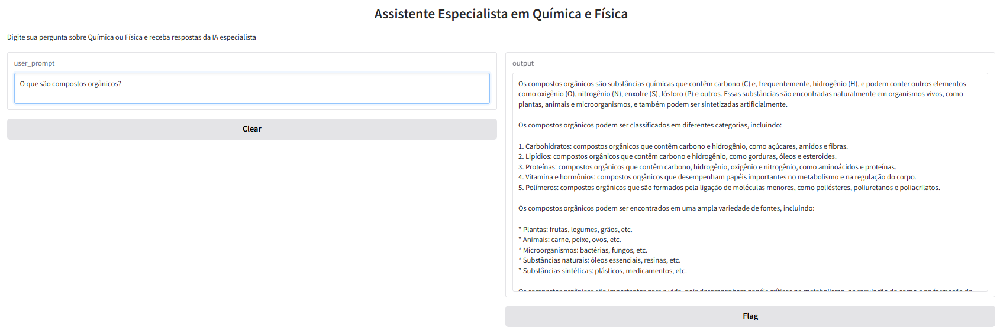 Assistente Especialista em Química e Física
Digite sua pergunta sobre Química ou Física e receba respostas da IA especialista
user_prompt
O que são compostos orgânicos?
Clear
output
Os compostos orgânicos são substâncias químicas que contêm carbono (C) e, frequentemente, hidrogênio (H), e podem conter outros elementos
como oxigênio (O), nitrogênio (N), enxofre (S), fósforo (P) e outros. Essas substâncias são encontradas naturalmente em organismos vivos, como
plantas, animais e microorganismos, e também podem ser sintetizadas artificialmente.
Os compostos orgânicos podem ser classificados em diferentes categorias, incluindo:
1. Carbohidratos: compostos orgânicos que contêm carbono e hidrogênio, como açúcares, amidos e fibras.
2. Lipídios: compostos orgânicos que contêm carbono e hidrogênio, como gorduras, óleos e esteroides.
3. Proteínas: compostos orgânicos que contêm carbono, hidrogênio, oxigênio e nitrogênio, como aminoácidos e proteínas.
4. Vitamina e hormônios: compostos orgânicos que desempenham papéis importantes no metabolismo e na regulação do corpo.
5. Polímeros: compostos orgânicos que são formados pela ligação de moléculas menores, como poliésteres, poliuretanos e poliacrilatos.
Os compostos orgânicos podem ser encontrados em uma ampla variedade de fontes, incluindo:
* Plantas: frutas, legumes, grãos, etc.
* Animais: carne, peixe, ovos, etc.
* Microorganismos: bactérias, fungos, etc.
* Substâncias naturais: óleos essenciais, resinas, etc.
* Substâncias sintéticas: plásticos, medicamentos, etc.
Flag